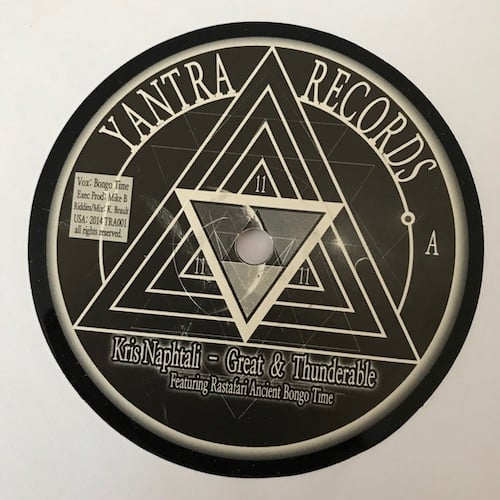 YANTRA RECORDS
Vox: Bongo Time
Exec Prod: Mike B
Riddim/Mix: K. Brault
USA: 2014 TRA001
all rights reserved.
11
A
11
11
Kris Naphtali - Great & Thunderable
Featuring Rastafari Ancient Bongo Time